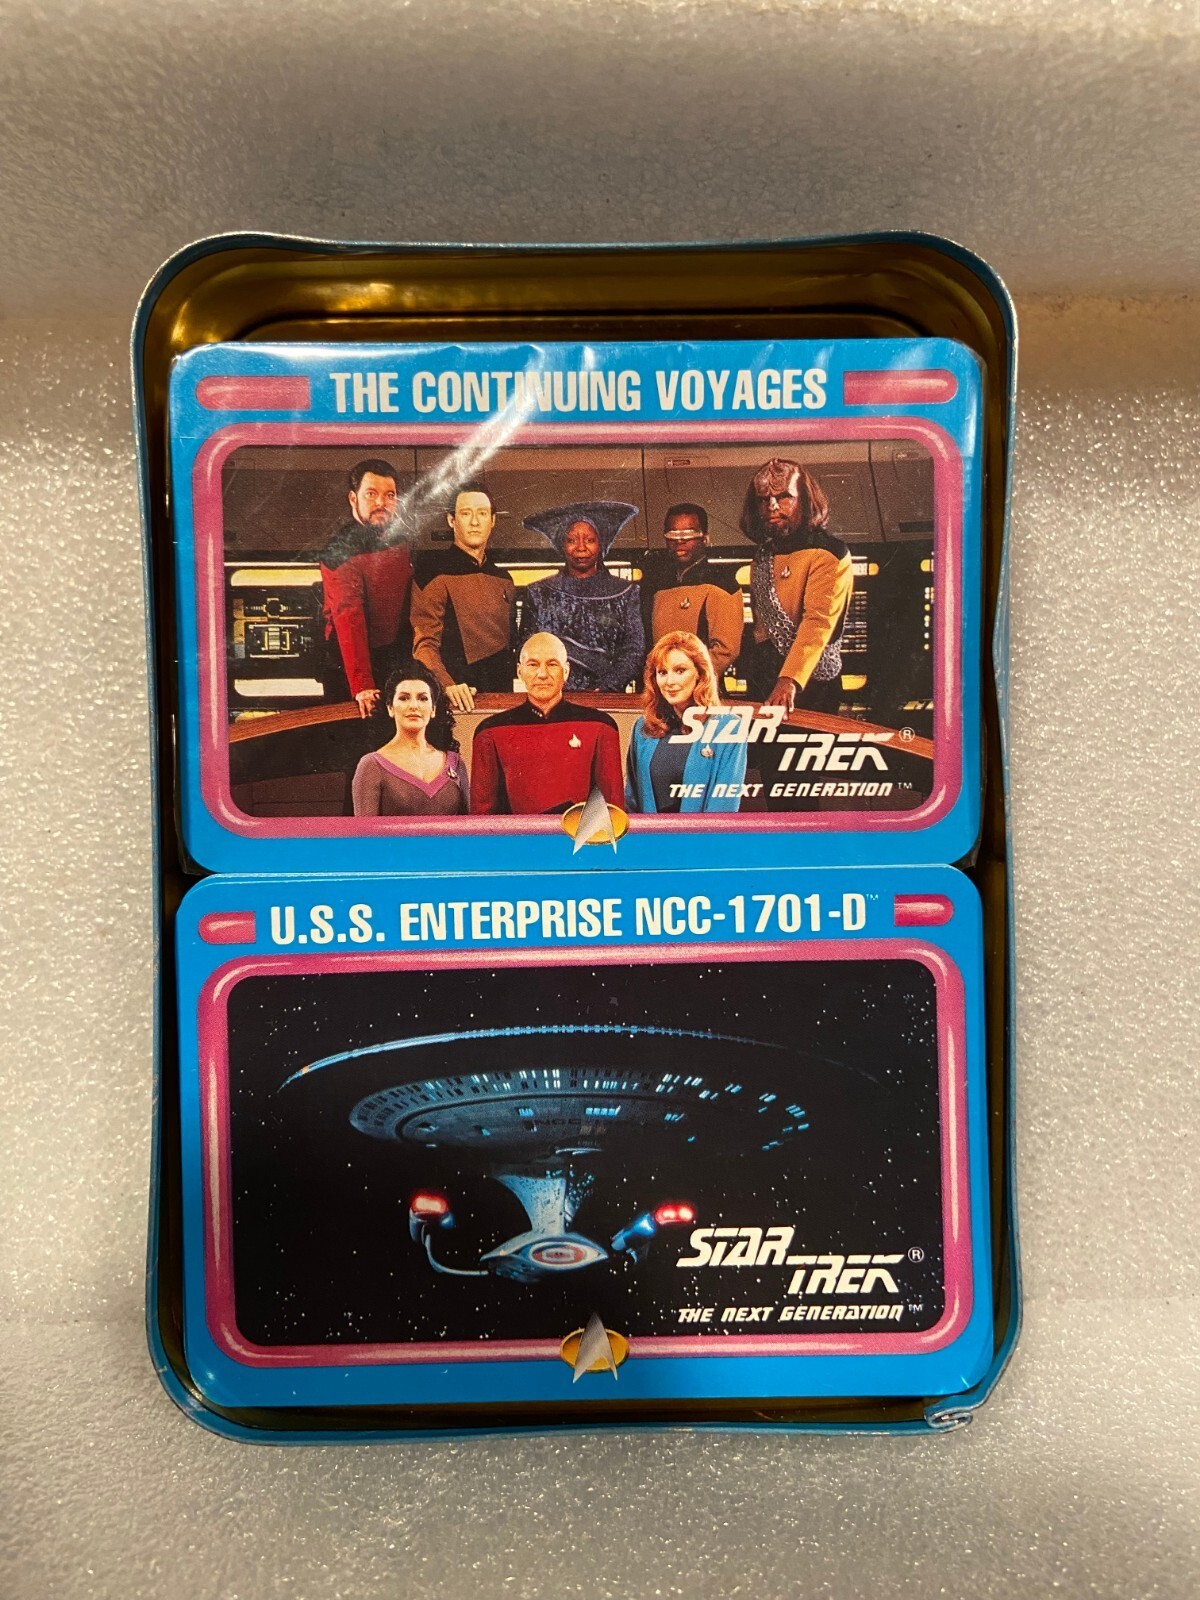 THE CONTINUING VOYAGES
STAR
TREK®
THE NEXT GENERATION™
U.S.S. ENTERPRISE NCC-1701-D™
STAR
TREK®
THE NEXT GENERATION™